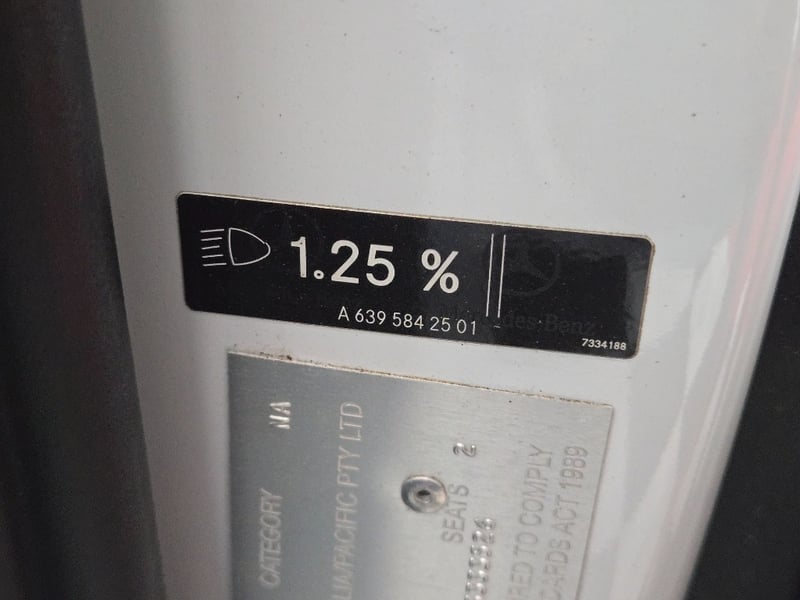 1.25 %
A 639 584 25 01
des-Benz
7334188
CATEGORY NA
LIA/PACIFIC PTY LTD
SEATS 2
RED TO COMPLY
DARDS ACT 1989